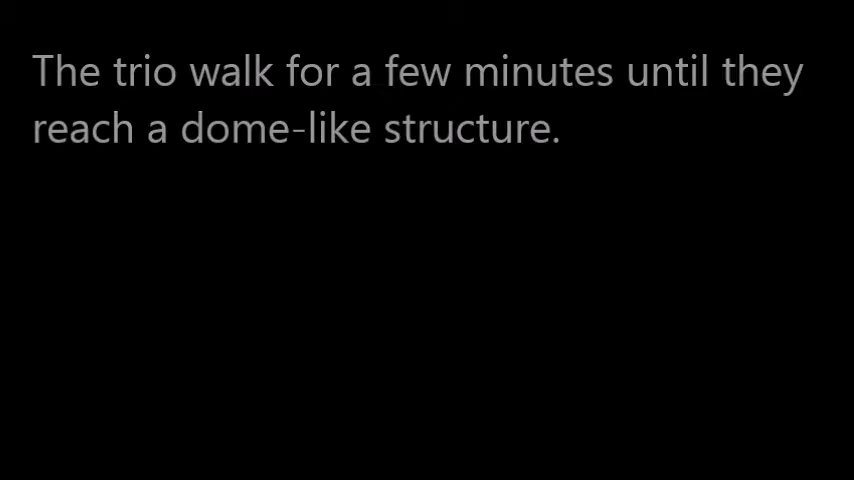 The trio walk for a few minutes until they
reach a dome-like structure.